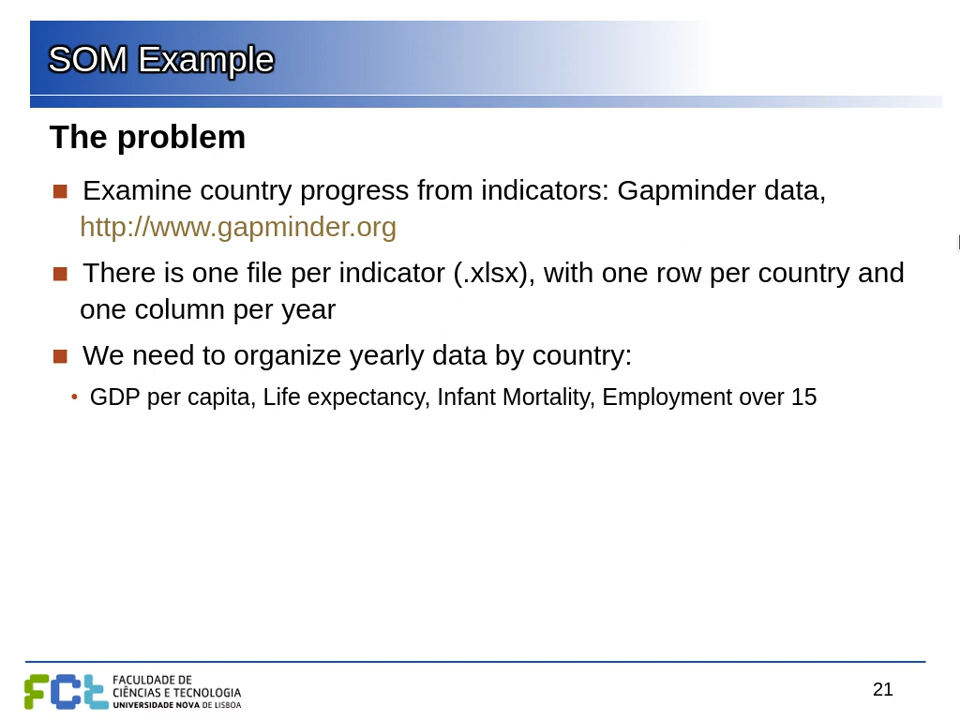 SOM Example
The problem
Examine country progress from indicators: Gapminder data,
http://www.gapminder.org
There is one file per indicator (.xlsx), with one row per country and
one column per year
We need to organize yearly data by country:
• GDP per capita, Life expectancy, Infant Mortality, Employment over 15
FCT
FACULDADE DE
CIÊNCIAS E TECNOLOGIA
UNIVERSIDADE NOVA DE LISBOA
21